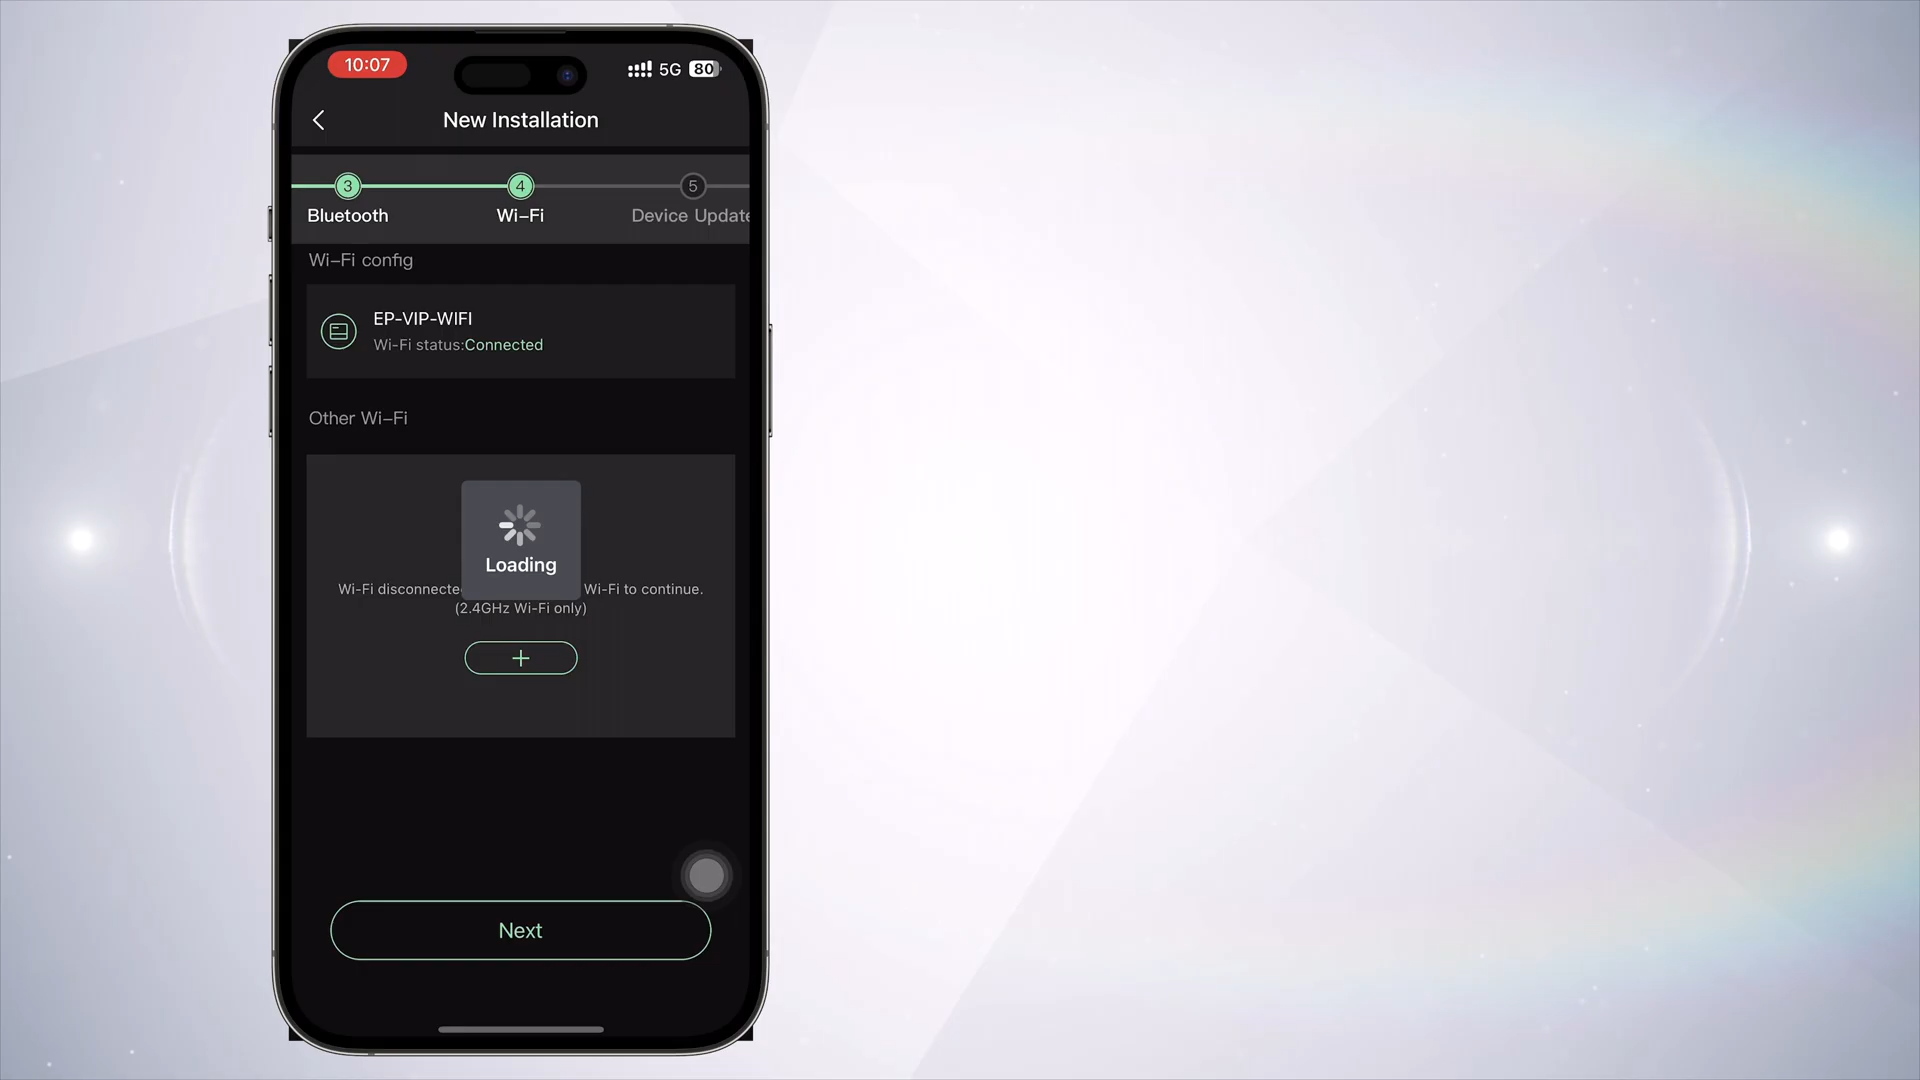 10:07
5G 80
New Installation
3 4 5
Bluetooth Wi-Fi Device Update
Wi-Fi config
EP-VIP-WIFI
Wi-Fi status:Connected
Other Wi-Fi
Loading
Wi-Fi disconnecte Wi-Fi to continue.
(2.4GHz Wi-Fi only)
Next